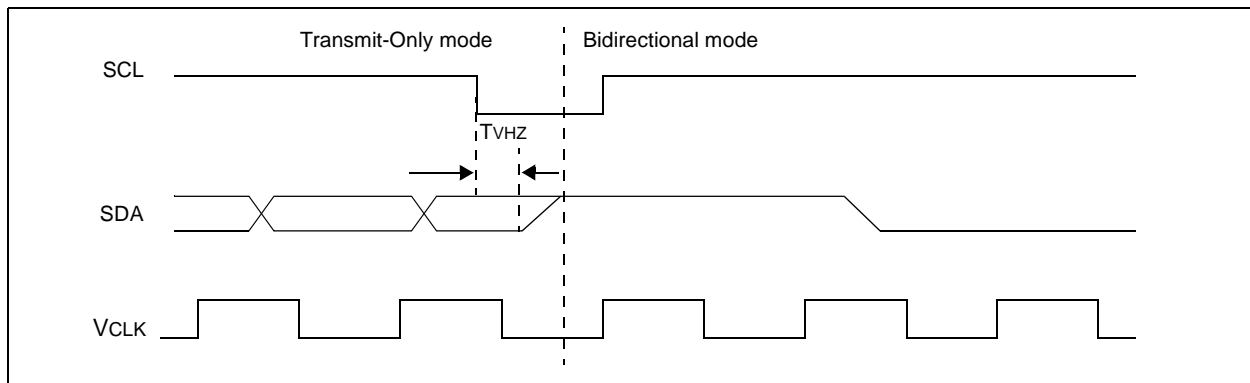 Transmit-Only mode
Bidirectional mode
SCL
TVHZ
SDA
VCLK